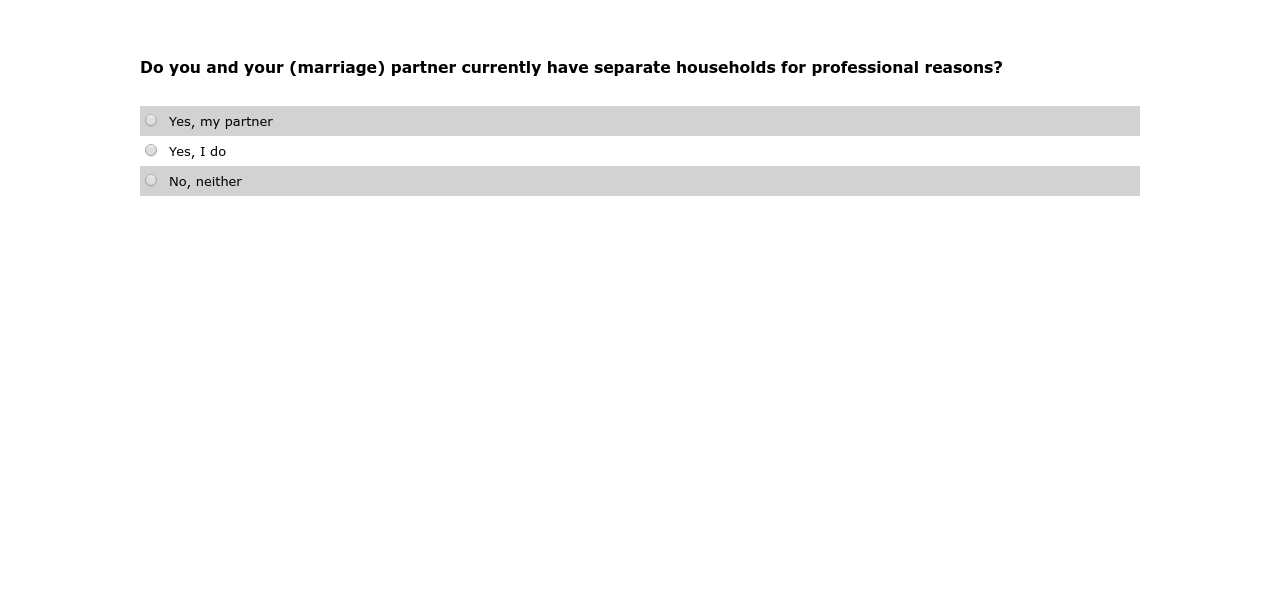 Do you and your (marriage) partner currently have separate households for professional reasons?
Yes, my partner
Yes, I do
No, neither